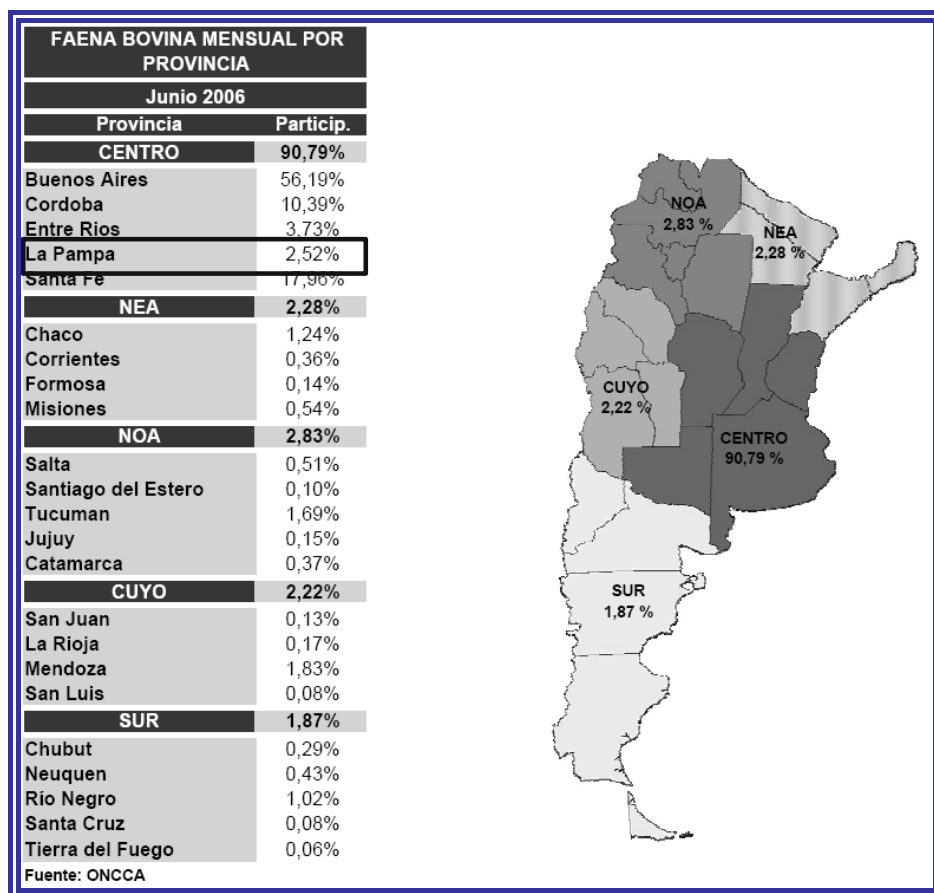 FAENA BOVINA MENSUAL POR
PROVINCIA
Junio 2006
Provincia Particip.
CENTRO 90,79%
Buenos Aires 56,19%
Cordoba 10,39%
Entre Rios 3,73%
La Pampa 2,52%
Santa Fe 17,96%
NEA 2,28%
Chaco 1,24%
Corrientes 0,36%
Formosa 0,14%
Misiones 0,54%
NOA 2,83%
Salta 0,51%
Santiago del Estero 0,10%
Tucuman 1,69%
Jujuy 0,15%
Catamarca 0,37%
CUYO 2,22%
San Juan 0,13%
La Rioja 0,17%
Mendoza 1,83%
San Luis 0,08%
SUR 1,87%
Chubut 0,29%
Neuquen 0,43%
Río Negro 1,02%
Santa Cruz 0,08%
Tierra del Fuego 0,06%
Fuente: ONCCA
NOA
2,83 %
NEA
2,28 %
CUYO
2,22 %
CENTRO
90,79 %
SUR
1,87 %